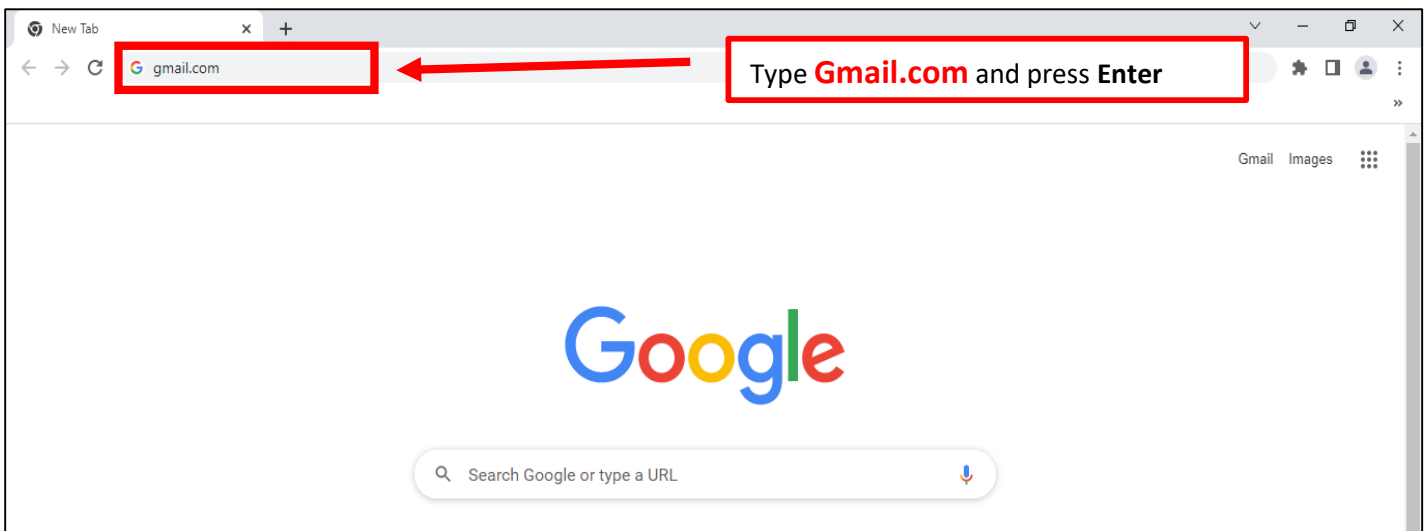 New Tab
gmail.com
Type Gmail.com and press Enter
Gmail Images
Google
Search Google or type a URL